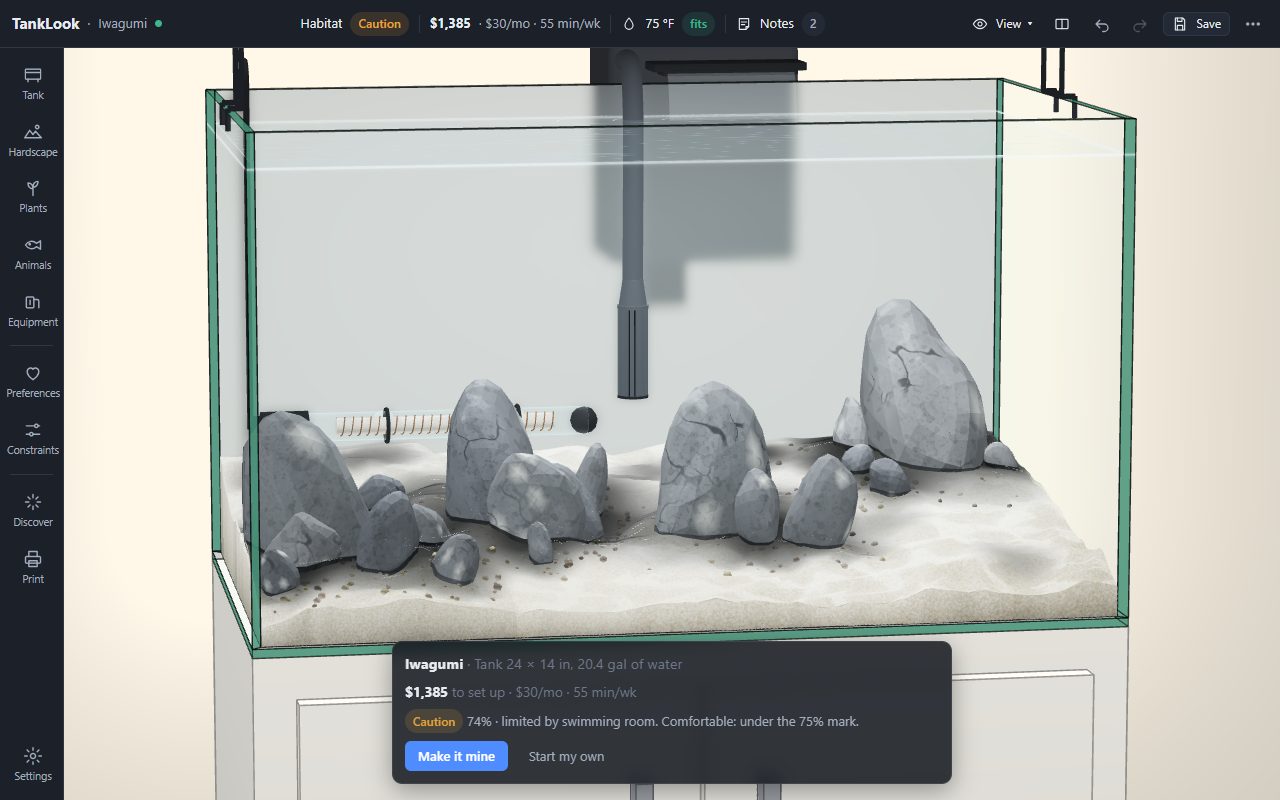 TankLook · Iwagumi
Habitat Caution $1,385 · $30/mo · 55 min/wk 75 °F fits Notes 2
View Save
Tank
Hardscape
Plants
Animals
Equipment
Preferences
Constraints
Discover
Print
Settings
Iwagumi · Tank 24 × 14 in, 20.4 gal of water
$1,385 to set up · $30/mo · 55 min/wk
Caution 74% · limited by swimming room. Comfortable: under the 75% mark.
Make it mine Start my own